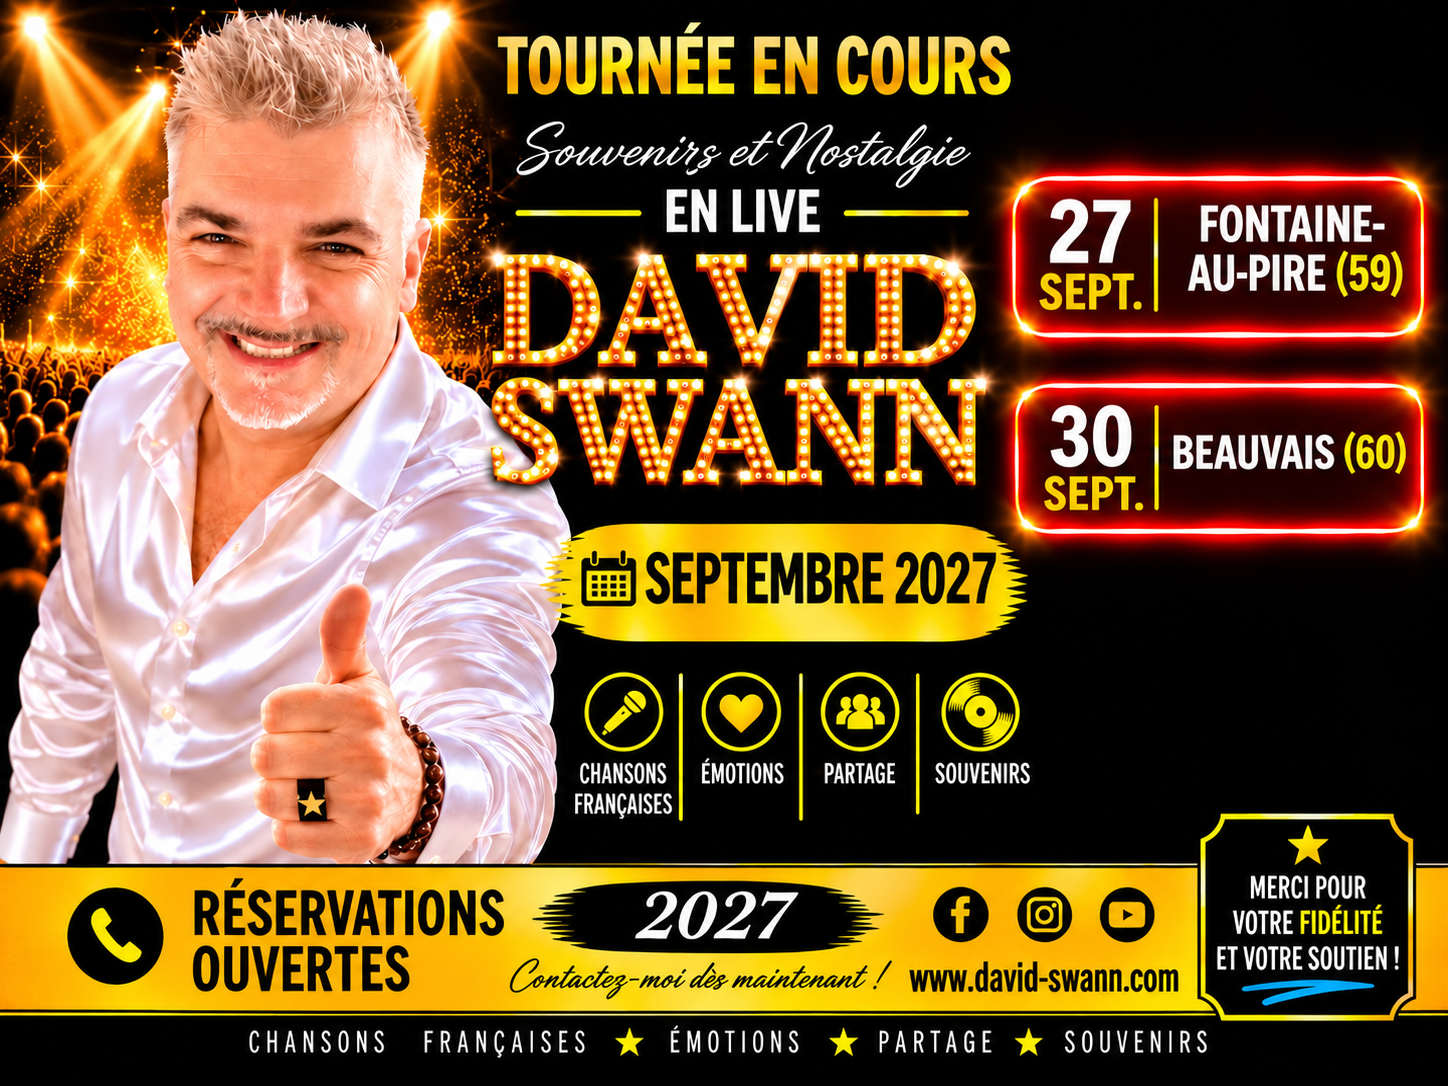 TOURNÉE EN COURS
Souvenirs et Nostalgie
EN LIVE
DAVID
SWANN
27
SEPT.
FONTAINE-
AU-PIRE (59)
30
SEPT.
BEAUVAIS (60)
SEPTEMBRE 2027
CHANSONS
FRANÇAISES
ÉMOTIONS
PARTAGE
SOUVENIRS
RÉSERVATIONS
OUVERTES
2027
Contactez-moi dès maintenant !
www.david-swann.com
MERCI POUR
VOTRE FIDÉLITÉ
ET VOTRE SOUTIEN !
CHANSONS FRANÇAISES ★ ÉMOTIONS ★ PARTAGE ★ SOUVENIRS